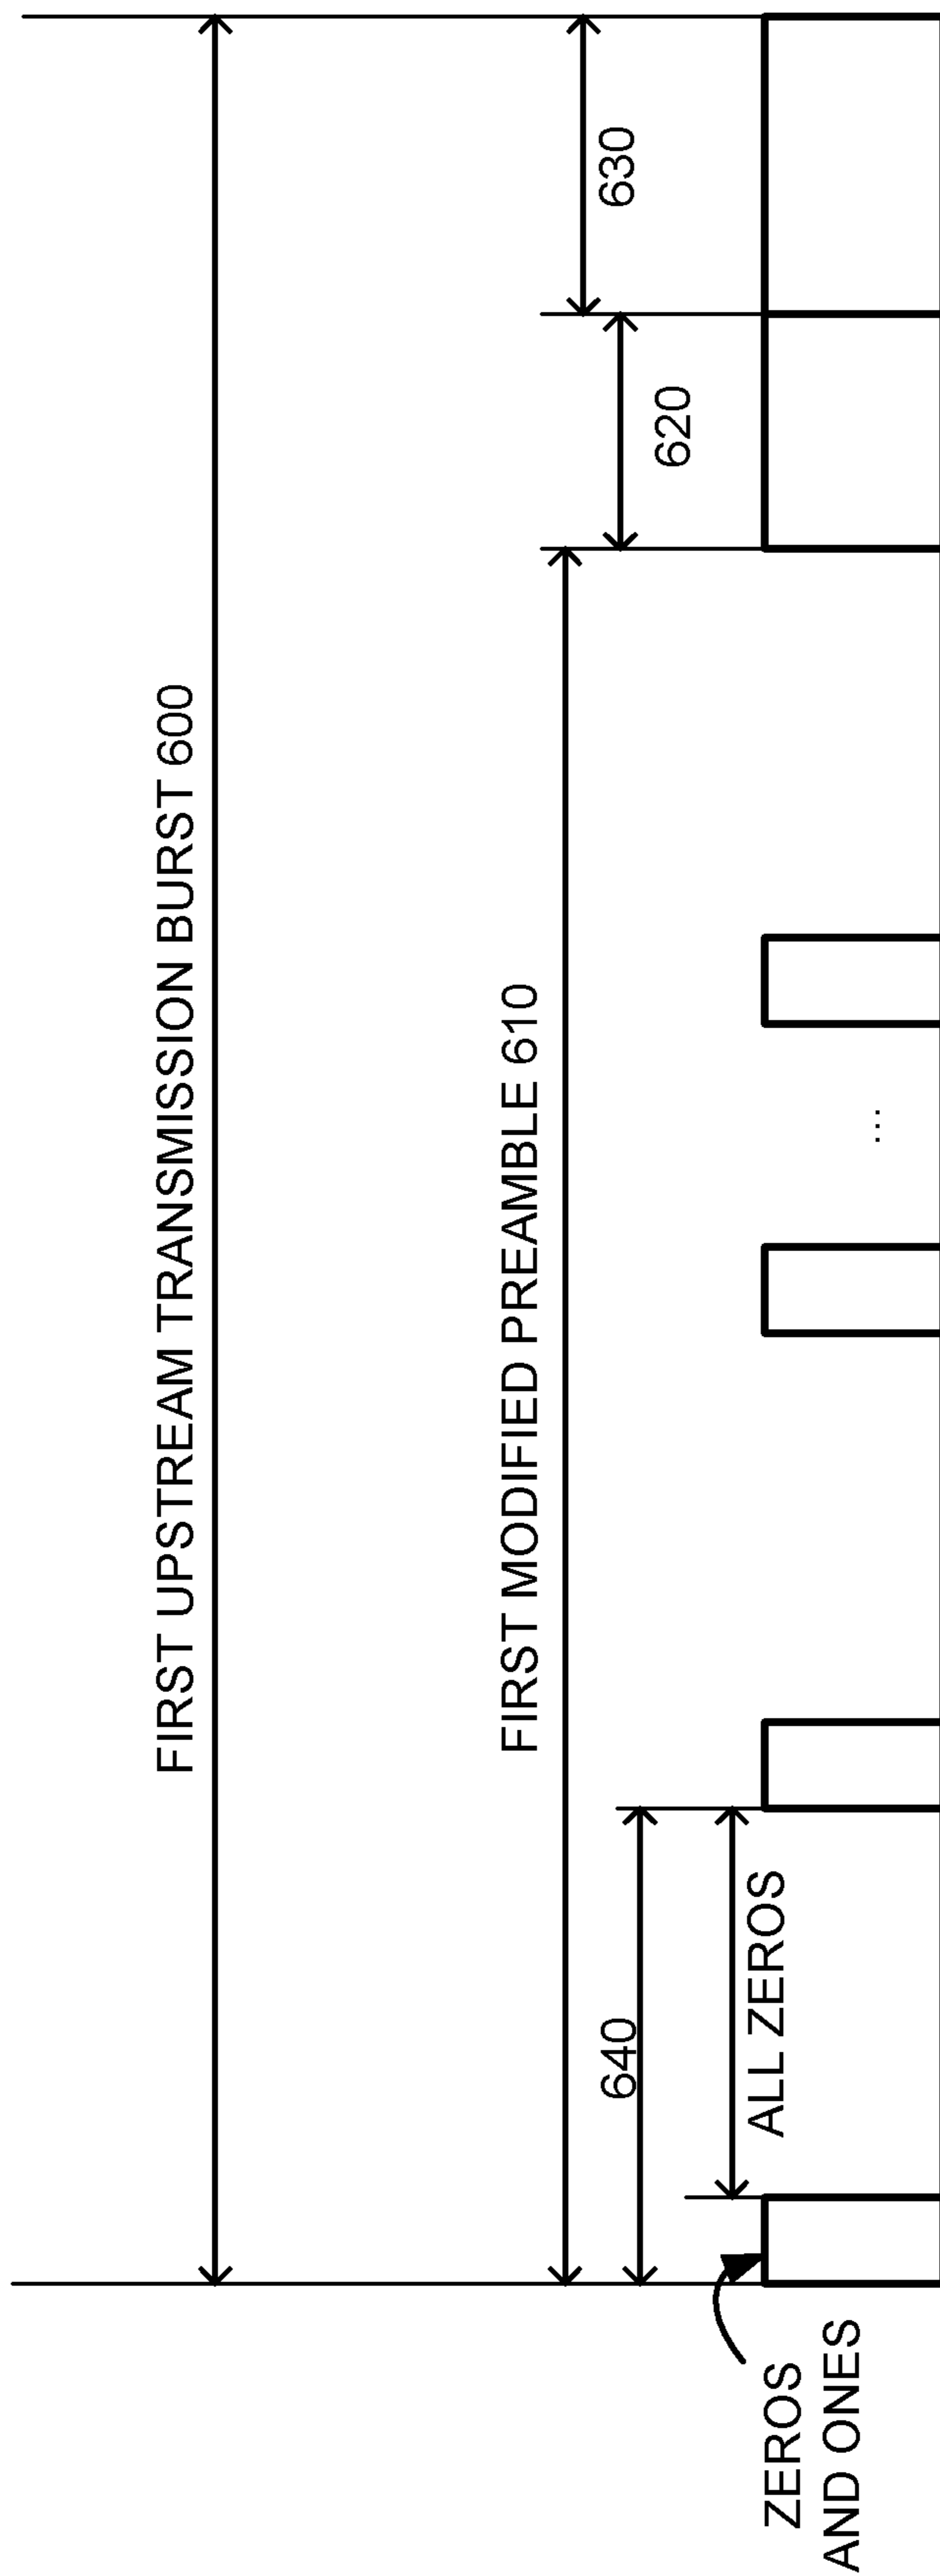 FIRST UPSTREAM TRANSMISSION BURST 600
FIRST MODIFIED PREAMBLE 610
630
640
620
ALL ZEROS
ZEROS
AND ONES
...